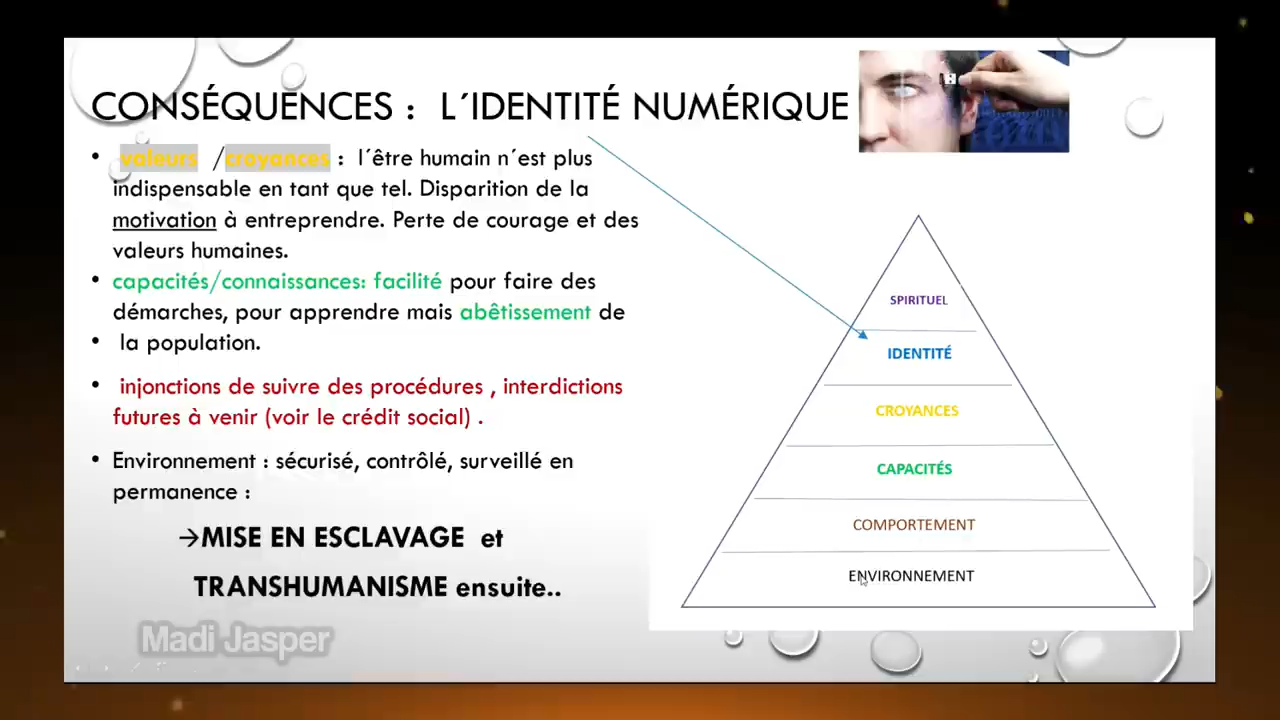 CONSÉQUENCES : L´IDENTITÉ NUMÉRIQUE
• valeurs /croyances : l´être humain n´est plus
indispensable en tant que tel. Disparition de la
motivation à entreprendre. Perte de courage et des
valeurs humaines.
• capacités/connaissances: facilité pour faire des
démarches, pour apprendre mais abêtissement de
• la population.
• injonctions de suivre des procédures , interdictions
futures à venir (voir le crédit social) .
• Environnement : sécurisé, contrôlé, surveillé en
permanence :
→MISE EN ESCLAVAGE et
TRANSHUMANISME ensuite..
Madi Jasper
SPIRITUEL
IDENTITÉ
CROYANCES
CAPACITÉS
COMPORTEMENT
ENVIRONNEMENT